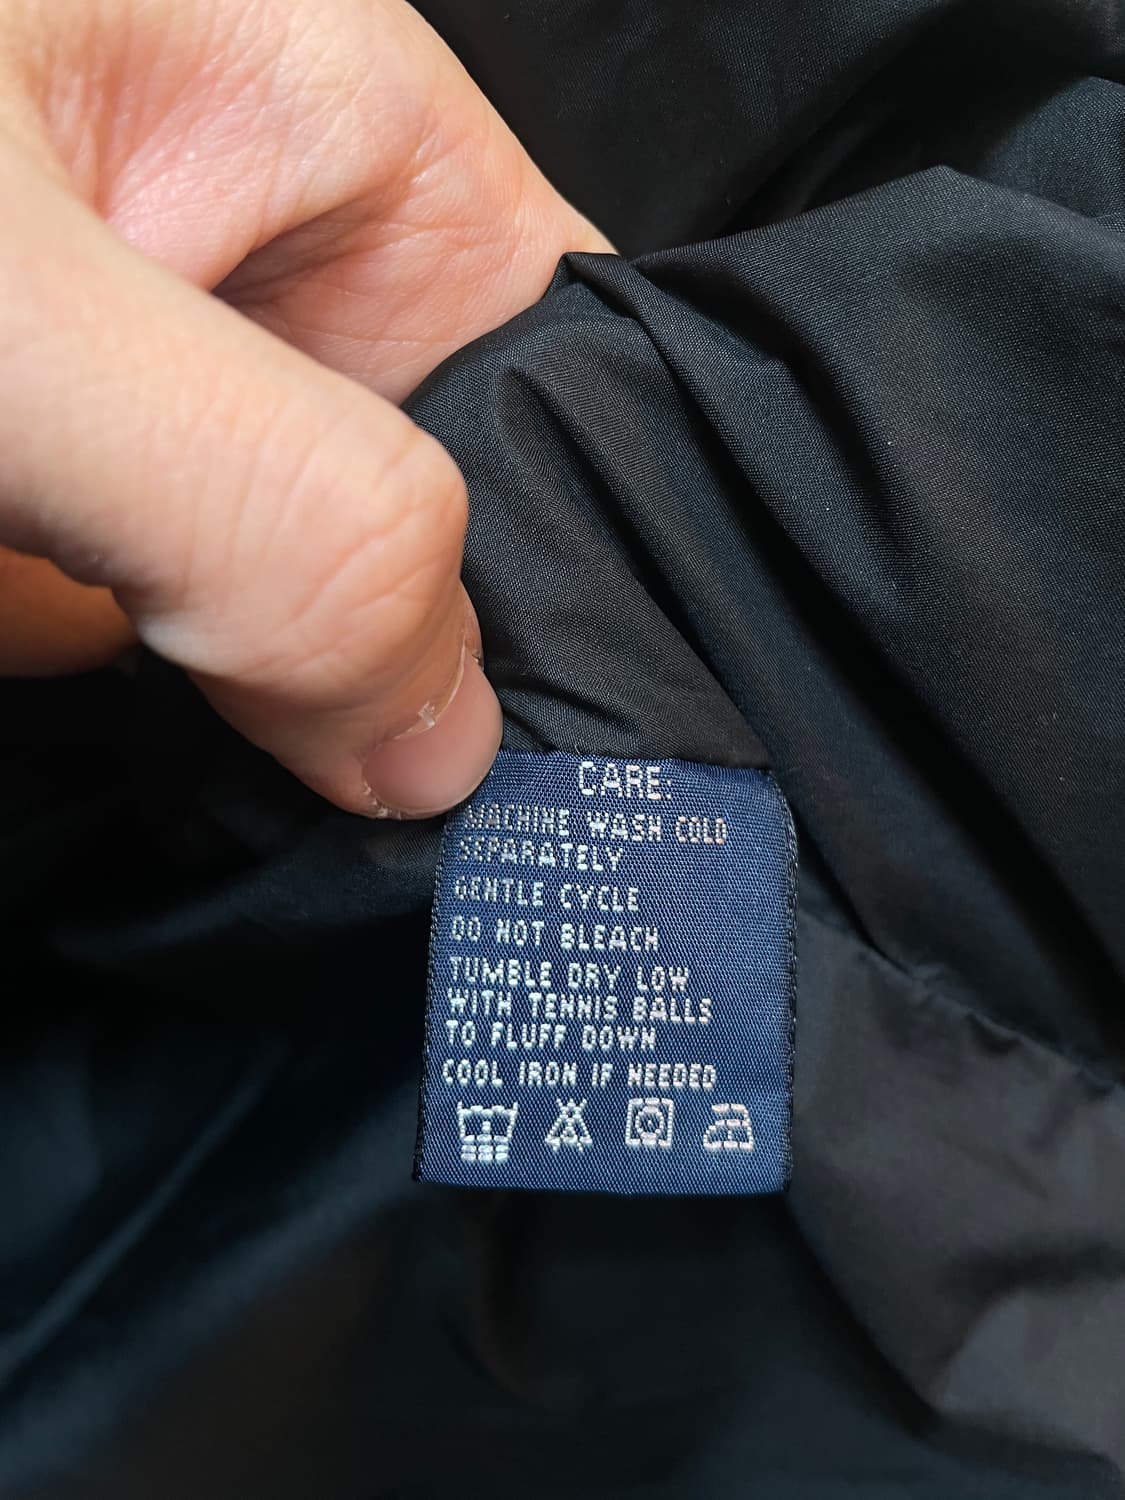 CARE:
MACHINE WASH COLD
SEPARATELY
GENTLE CYCLE
DO NOT BLEACH
TUMBLE DRY LOW
WITH TENNIS BALLS
TO FLUFF DOWN
COOL IRON IF NEEDED